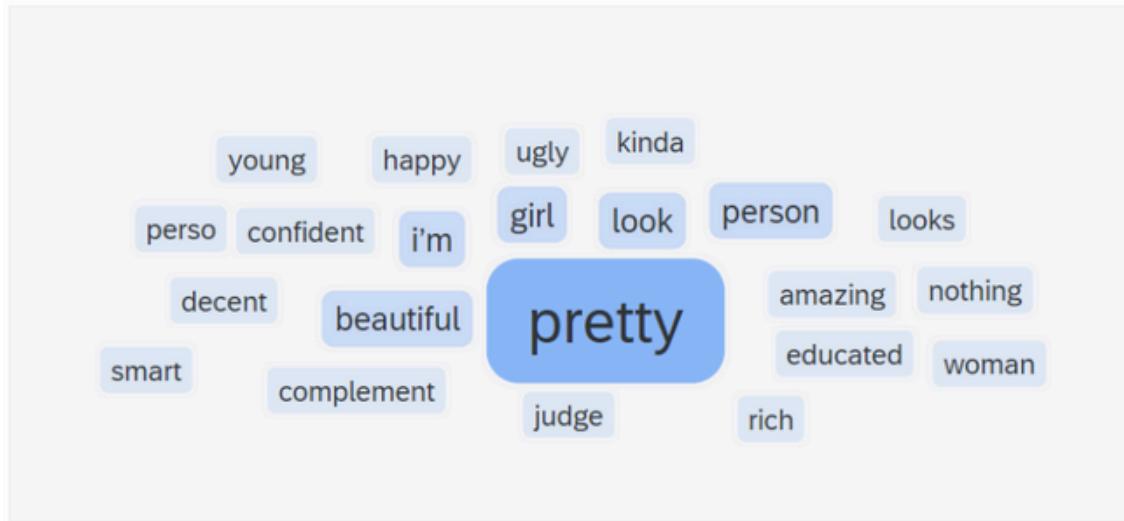 young happy ugly kinda
perso confident i'm girl look person looks
decent beautiful pretty amazing nothing
smart complement educated woman
judge rich